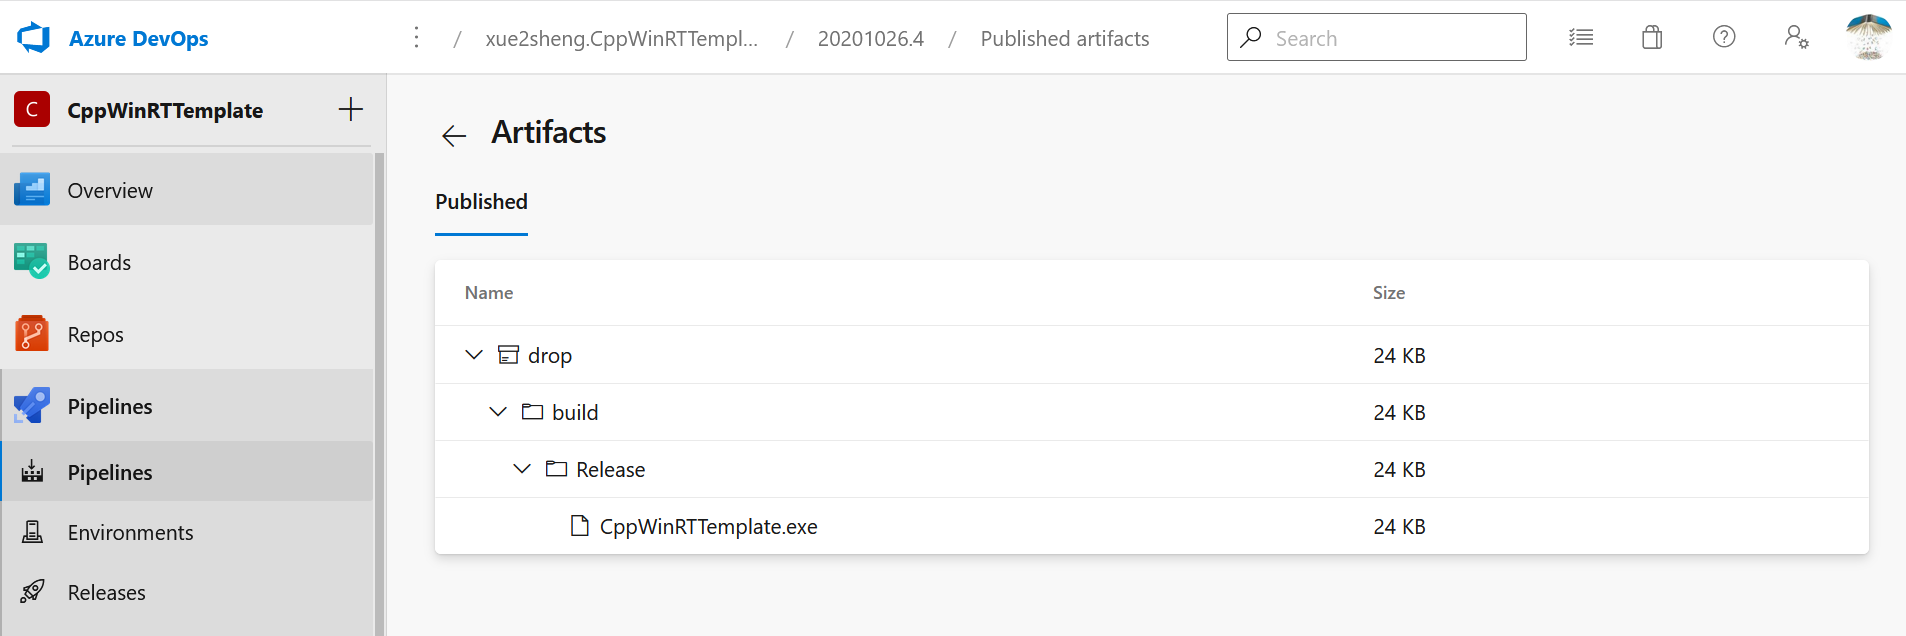 Azure DevOps
/ xue2sheng.CppWinRTTempl... / 20201026.4 / Published artifacts
Search
C CppWinRTTemplate
Overview
Boards
Repos
Pipelines
Pipelines
Environments
Releases
Artifacts
Published
Name Size
drop 24 KB
build 24 KB
Release 24 KB
CppWinRTTemplate.exe 24 KB